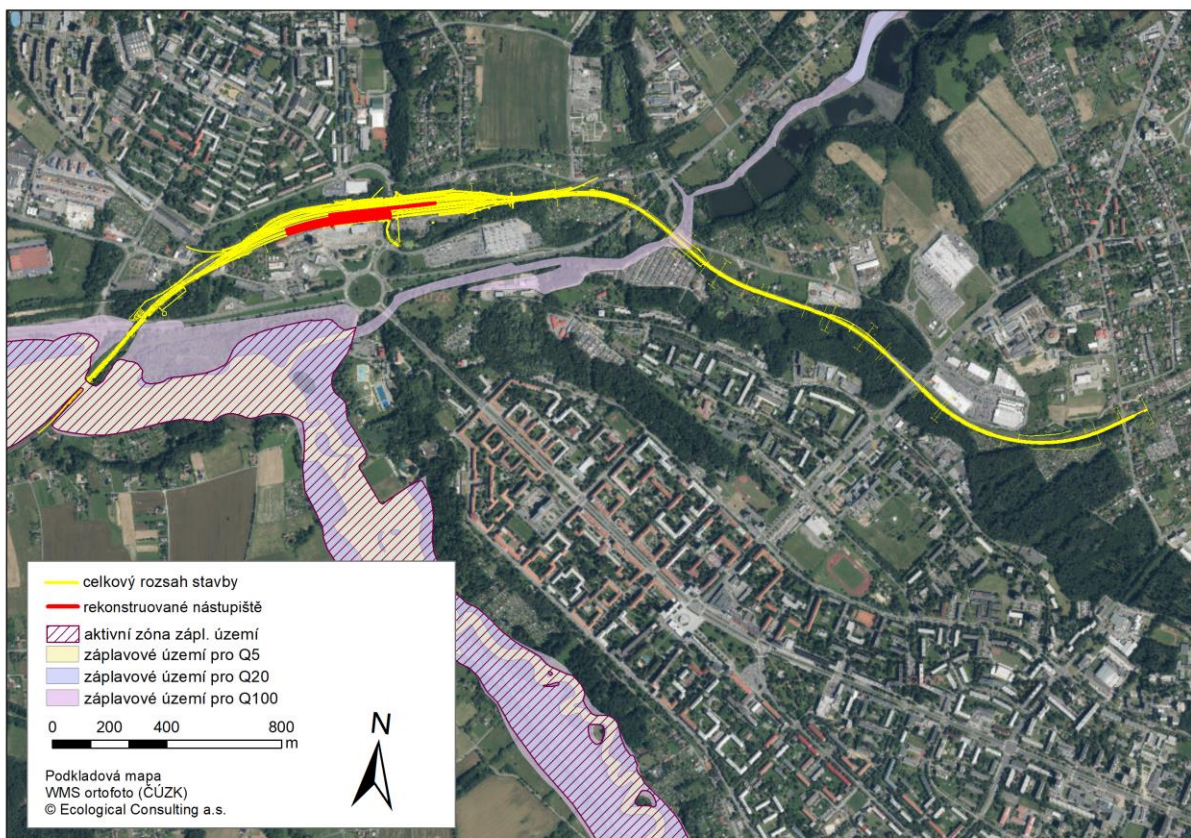 celkový rozsah stavby
rekonstruované nástupiště
aktivní zóna zápl. území
záplavové území pro Q5
záplavové území pro Q20
záplavové území pro Q100
0 200 400 800
m
N
Podkladová mapa
WMS ortofoto (ČÚZK)
© Ecological Consulting a.s.